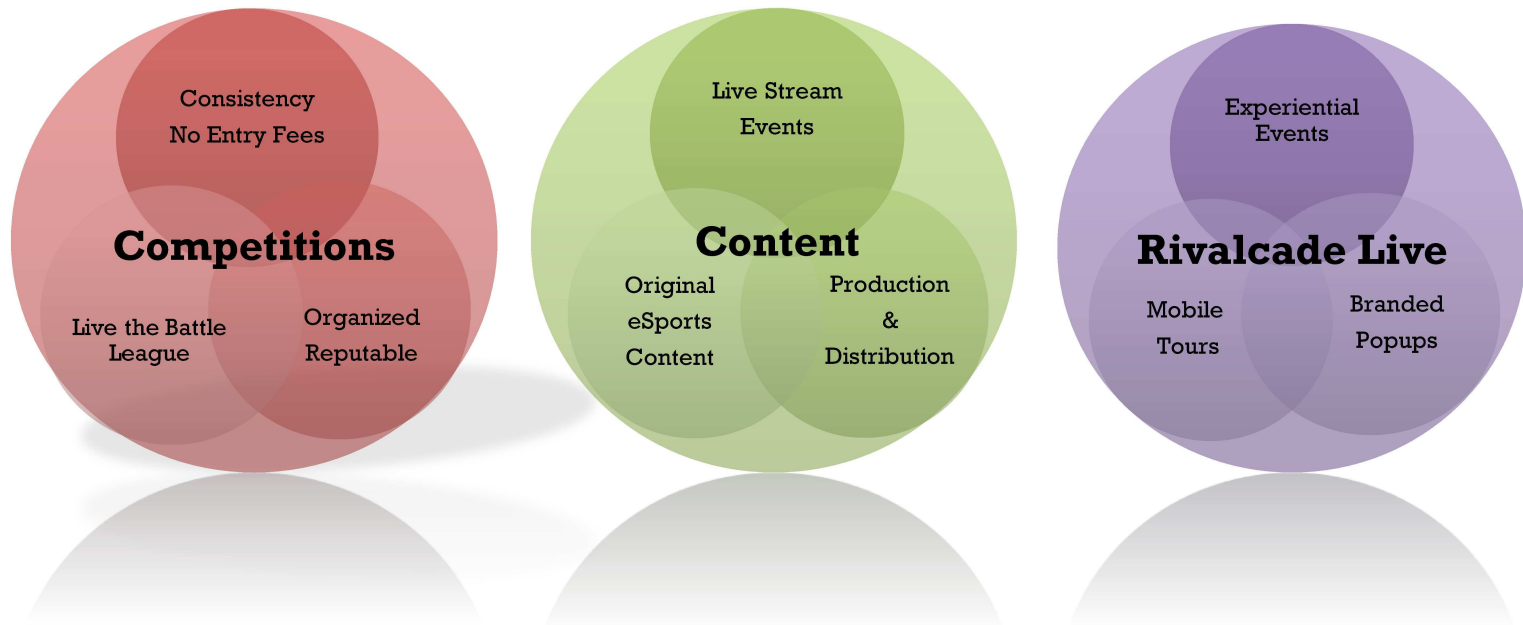 Consistency
No Entry Fees
Competitions
Live the Battle
League
Organized
Reputable
Live Stream
Events
Content
Original
eSports
Content
Production
&
Distribution
Experiential
Events
Rivalcade Live
Mobile
Tours
Branded
Popups